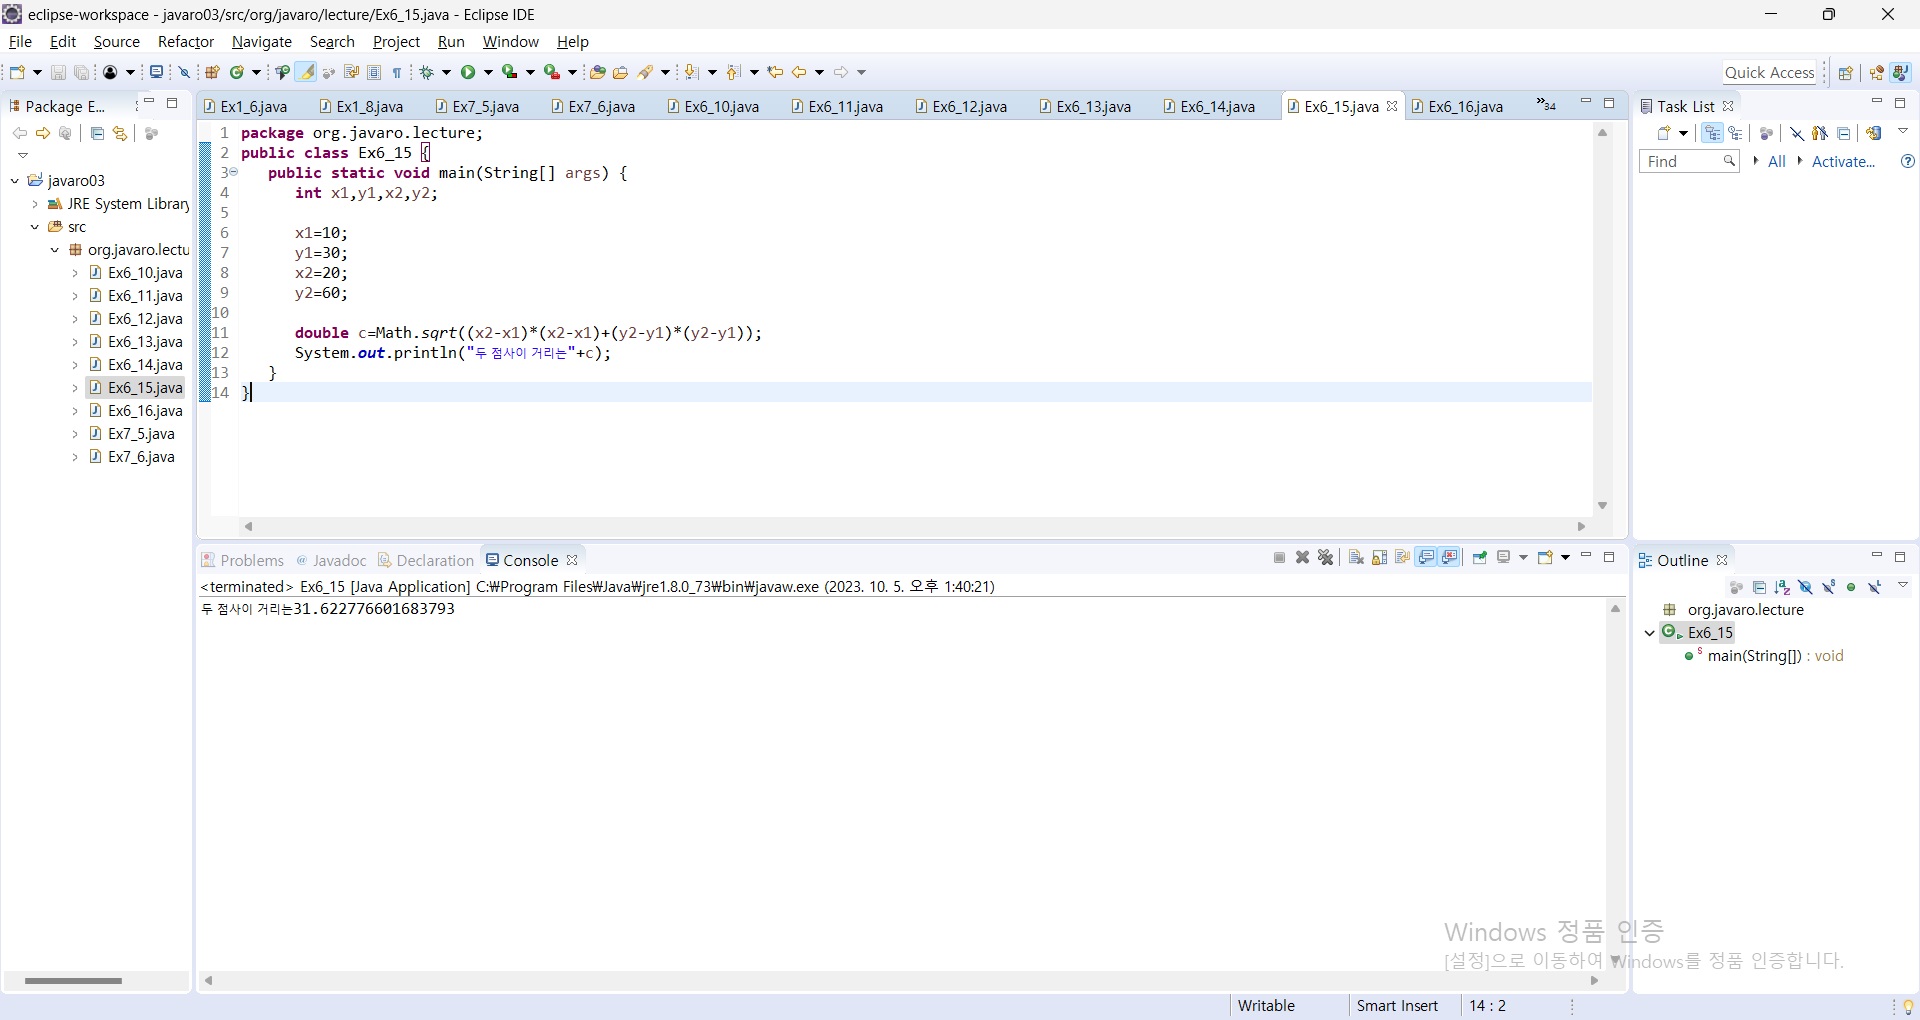 eclipse-workspace - javaro03/src/org/javaro/lecture/Ex6_15.java - Eclipse IDE
File Edit Source Refactor Navigate Search Project Run Window Help
Quick Access
Package E...
Ex1_6.java Ex1_8.java Ex7_5.java Ex7_6.java Ex6_10.java Ex6_11.java Ex6_12.java Ex6_13.java Ex6_14.java Ex6_15.java Ex6_16.java »34
javaro03
JRE System Library
src
org.javaro.lectu
Ex6_10.java
Ex6_11.java
Ex6_12.java
Ex6_13.java
Ex6_14.java
Ex6_15.java
Ex6_16.java
Ex7_5.java
Ex7_6.java
1 package org.javaro.lecture;
2 public class Ex6_15 {
3 public static void main(String[] args) {
4 int x1,y1,x2,y2;
5
6 x1=10;
7 y1=30;
8 x2=20;
9 y2=60;
10
11 double c=Math.sqrt((x2-x1)*(x2-x1)+(y2-y1)*(y2-y1));
12 System.out.println("두 점사이 거리는"+c);
13 }
14 }
Task List
Find All Activate...
Problems Javadoc Declaration Console
<terminated> Ex6_15 [Java Application] C:₩Program Files₩Java₩jre1.8.0_73₩bin₩javaw.exe (2023. 10. 5. 오후 1:40:21)
두 점사이 거리는31.622776601683793
Outline
org.javaro.lecture
Ex6_15
main(String[]) : void
Windows 정품 인증
[설정]으로 이동하여 Windows를 정품 인증합니다.
Writable Smart Insert 14 : 2